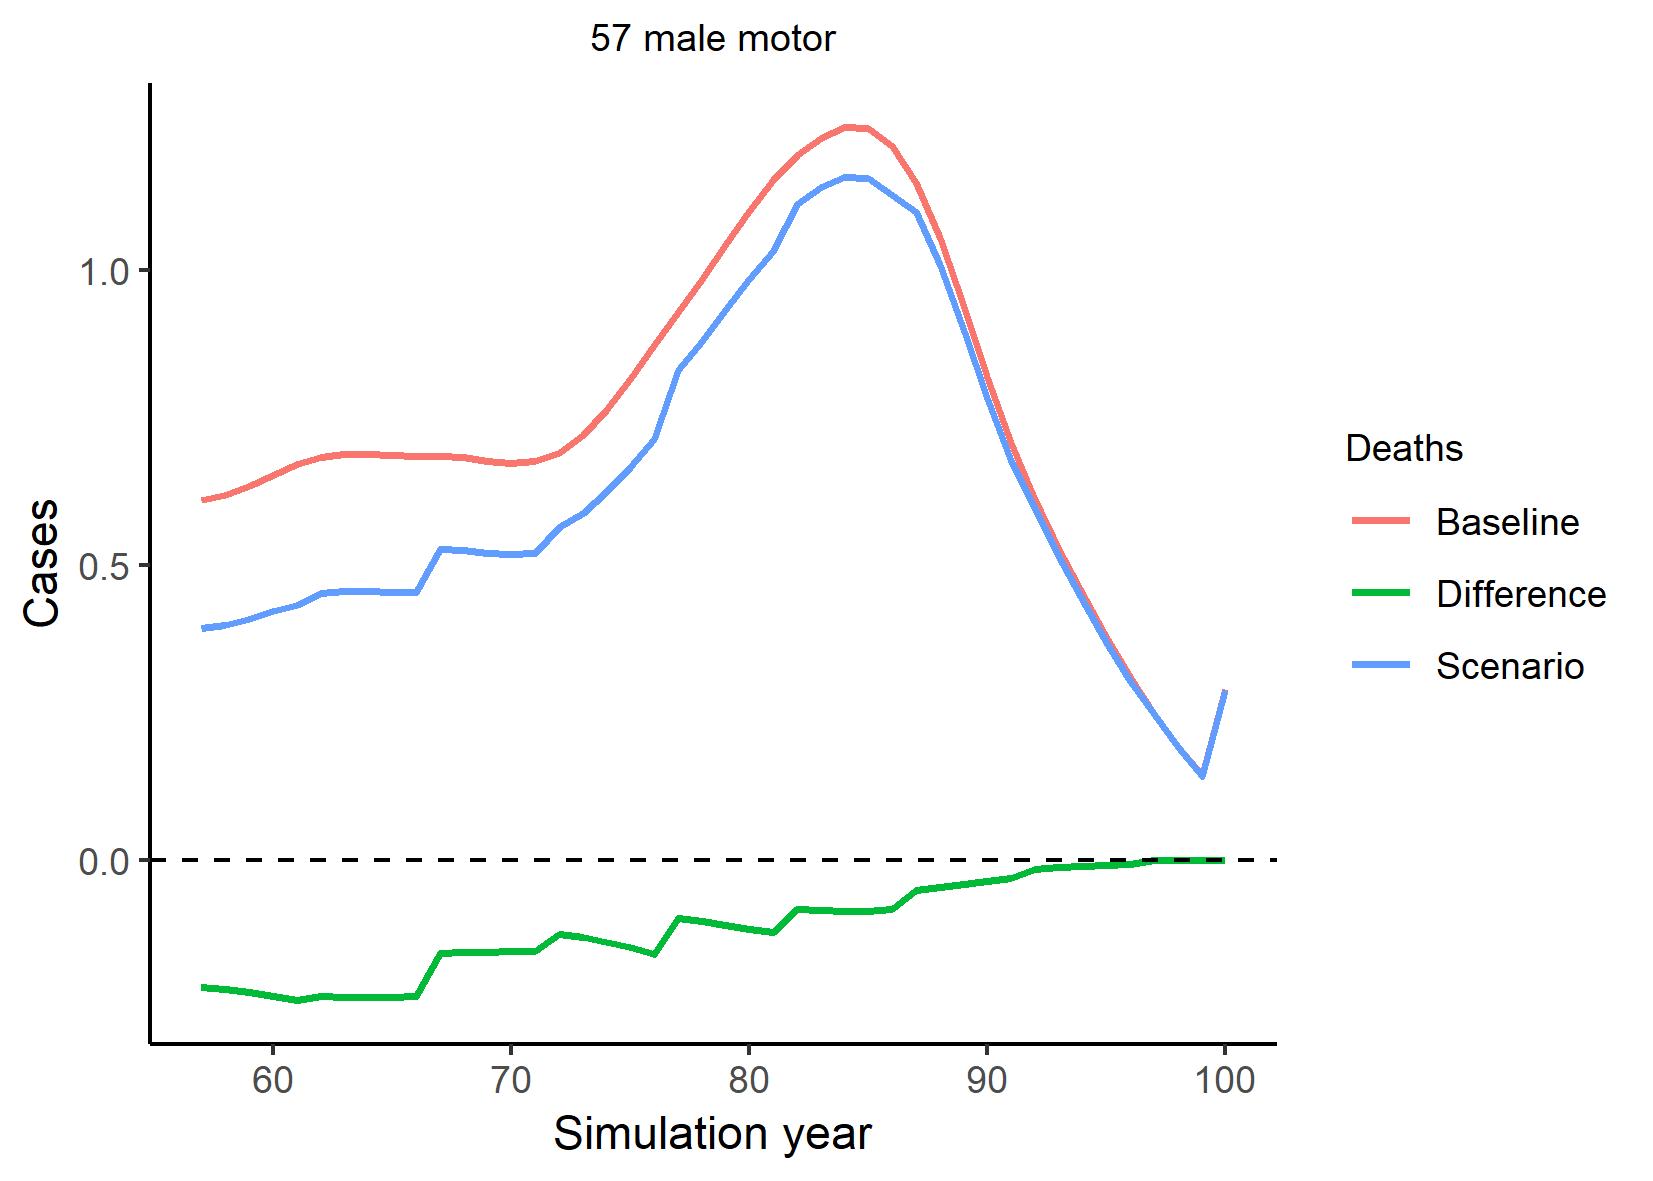 57 male motor
Cases
1.0
0.5
0.0
60 70 80 90 100
Simulation year
Deaths
Baseline
Difference
Scenario